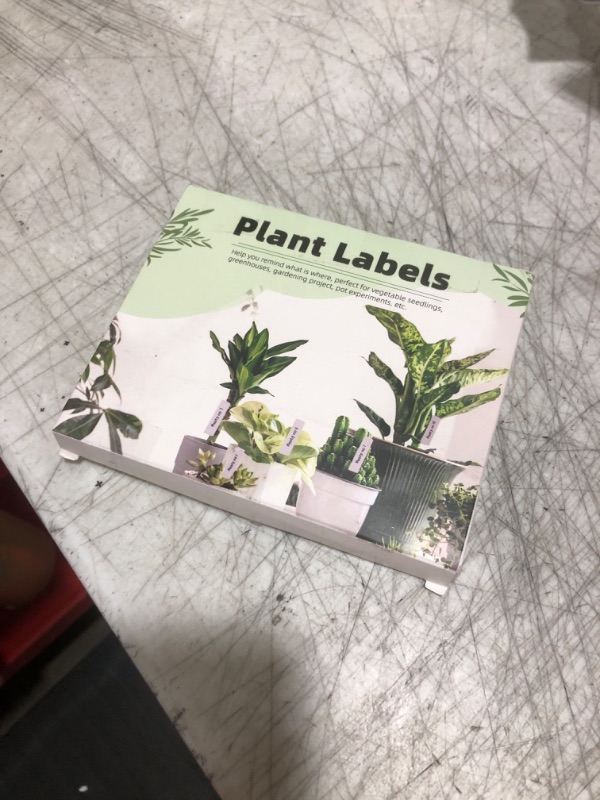 Plant Labels
Help you remind what is where, perfect for vegetable seedlings,
greenhouses, gardening project, pot experiments, etc.